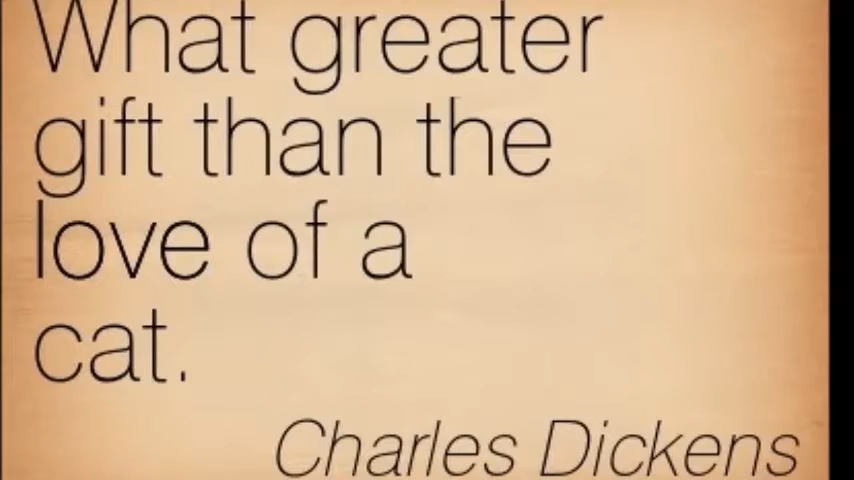 What greater
gift than the
love of a
cat.
Charles Dickens